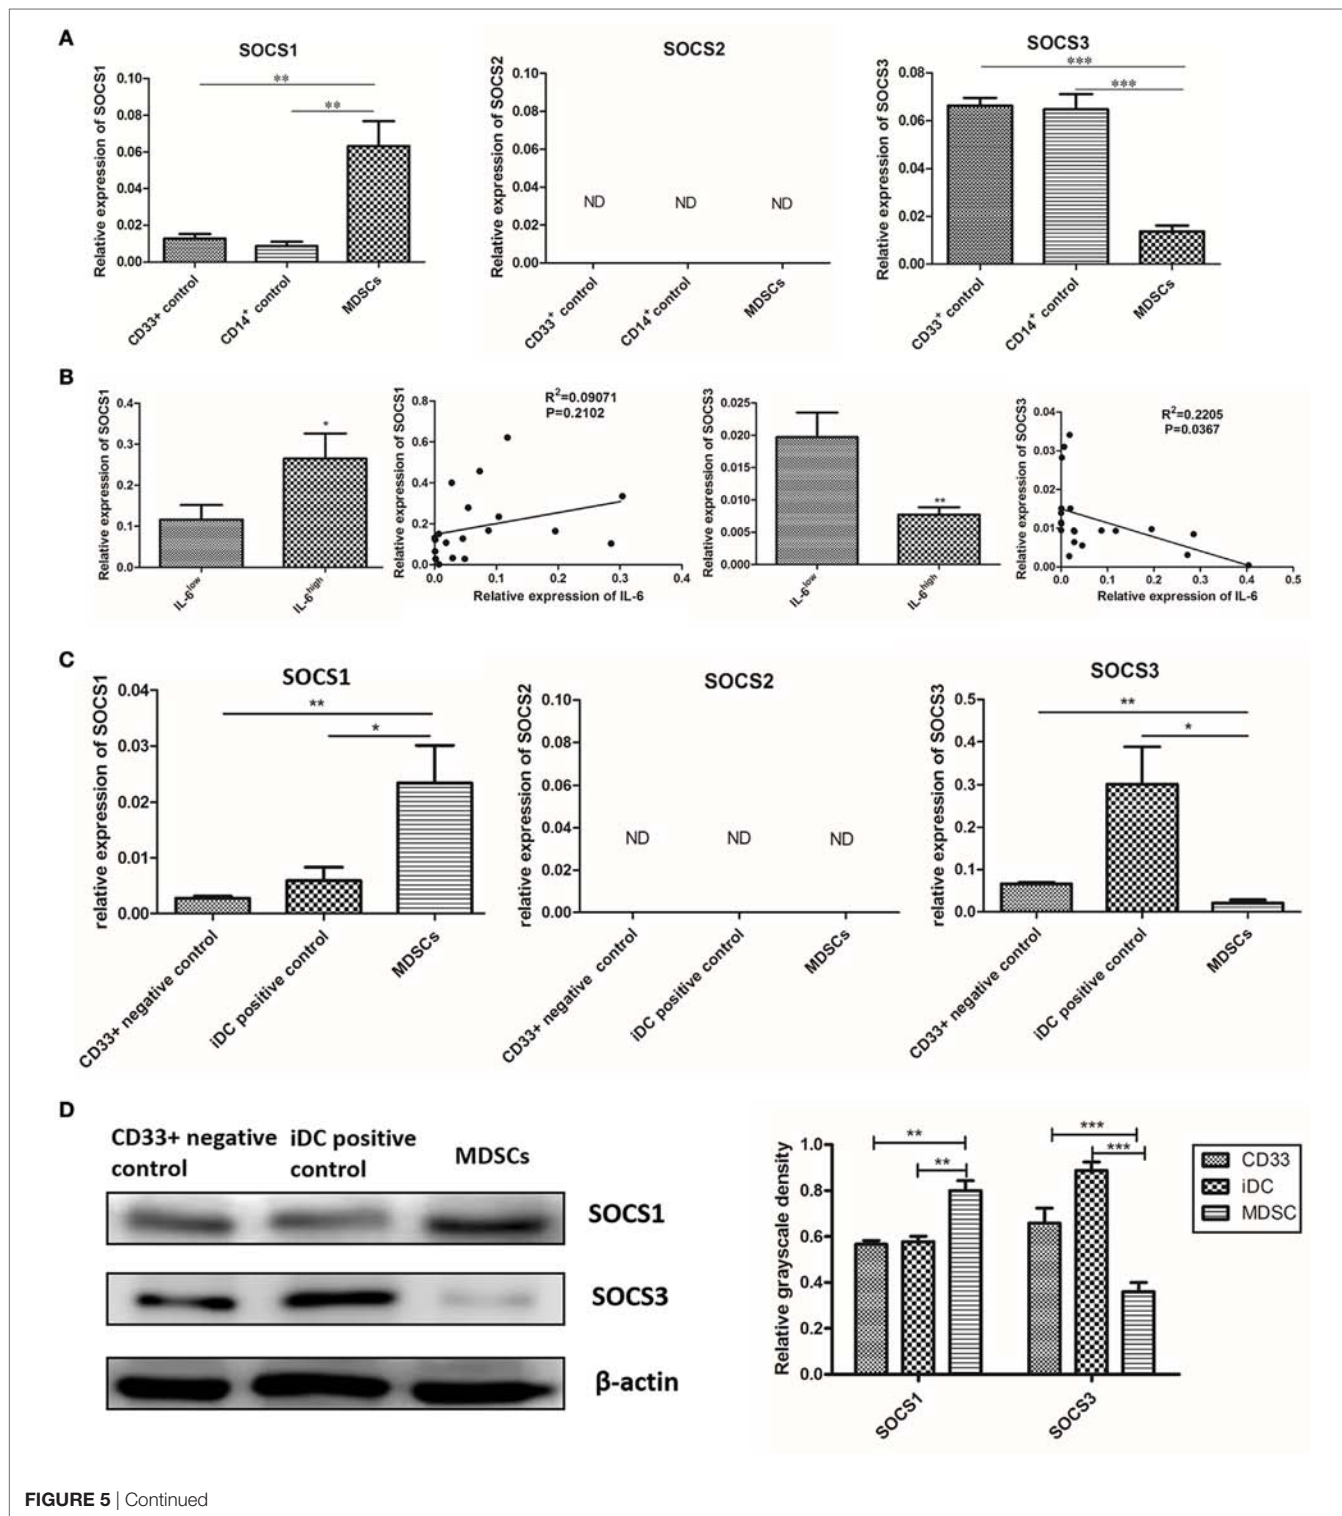 A
SOCS1
Relative expression of SOCS1
0.10
0.08
0.06
0.04
0.02
0.00
**
**
CD33+ control
CD14+ control
MDSCs
SOCS2
Relative expression of SOCS2
0.10
0.08
0.06
0.04
0.02
0.00
ND ND ND
CD33+ control
CD14+ control
MDSCs
SOCS3
Relative expression of SOCS3
0.08
0.06
0.04
0.02
0.00
***
***
CD33+ control
CD14+ control
MDSCs
B
Relative expression of SOCS1
0.4
0.3
0.2
0.1
0.0
*
IL-6low
IL-6high
Relative expression of SOCS1
0.8
0.6
0.4
0.2
0.0
R2=0.09071
P=0.2102
0.0 0.1 0.2 0.3 0.4
Relative expression of IL-6
Relative expression of SOCS3
0.025
0.020
0.015
0.010
0.005
0.000
**
IL-6low
IL-6high
Relative expression of SOCS3
0.04
0.03
0.02
0.01
0.00
R2=0.2205
P=0.0367
0.0 0.1 0.2 0.3 0.4 0.5
Relative expression of IL-6
C
SOCS1
relative expression of SOCS1
0.04
0.03
0.02
0.01
0.00
**
*
CD33+ negative control
iDC positive control
MDSCs
SOCS2
relative expression of SOCS2
0.10
0.08
0.06
0.04
0.02
0.00
ND ND ND
CD33+ negative control
iDC positive control
MDSCs
SOCS3
relative expression of SOCS3
0.5
0.4
0.3
0.2
0.1
0.0
**
*
CD33+ negative control
iDC positive control
MDSCs
D
CD33+ negative
control
iDC positive
control
MDSCs
SOCS1
SOCS3
β-actin
Relative grayscale density
1.0
0.8
0.6
0.4
0.2
0.0
**
**
***
***
SOCS1
SOCS3
CD33
iDC
MDSC
FIGURE 5 | Continued